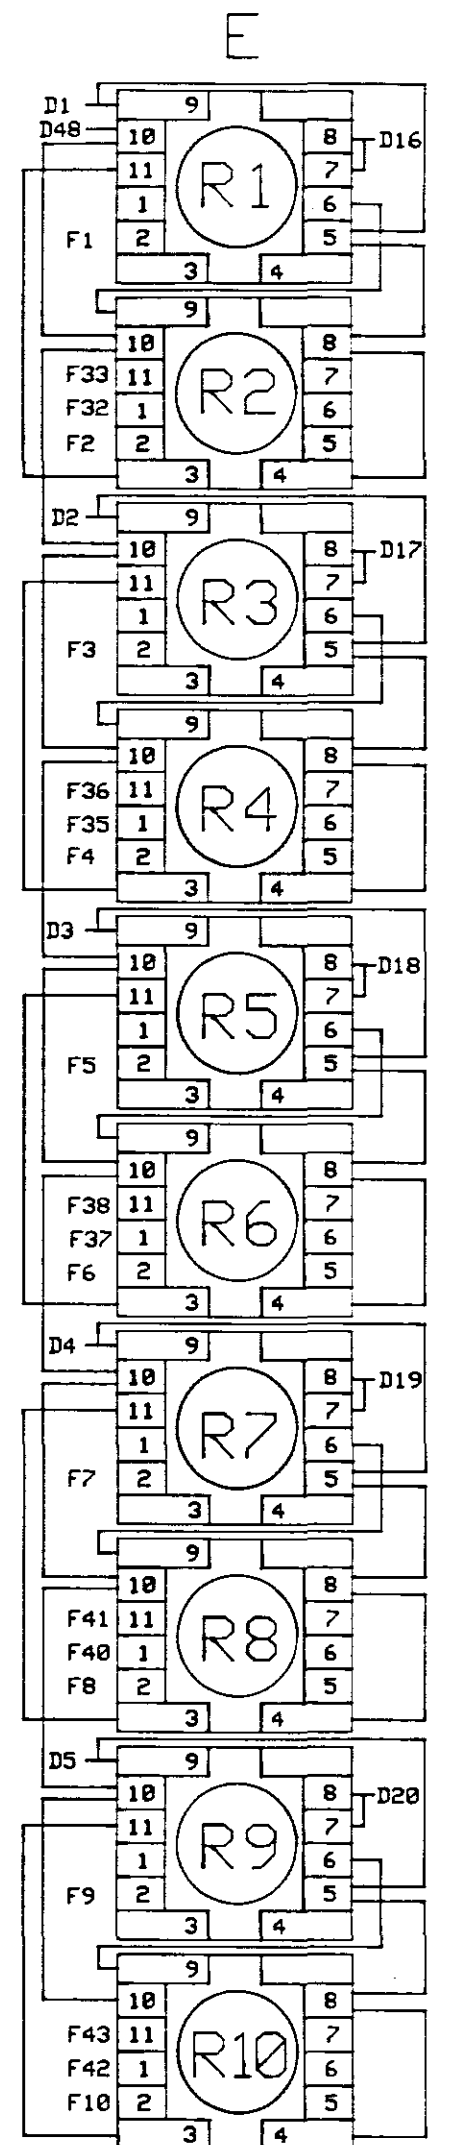 E
D1 9
D48 10 8 D16
11 R1 7
1 6
F1 2 5
3 4
9
10 8
F33 11 R2 7
F32 1 6
F2 2 5
3 4
D2 9
10 8 D17
11 R3 7
1 6
F3 2 5
3 4
9
10 8
F36 11 R4 7
F35 1 6
F4 2 5
3 4
D3 9
10 8 D18
11 R5 7
1 6
F5 2 5
3 4
9
10 8
F38 11 R6 7
F37 1 6
F6 2 5
3 4
D4 9
10 8 D19
11 R7 7
1 6
F7 2 5
3 4
9
10 8
F41 11 R8 7
F40 1 6
F8 2 5
3 4
D5 9
10 8 D20
11 R9 7
1 6
F9 2 5
3 4
9
10 8
F43 11 R10 7
F42 1 6
F10 2 5
3 4